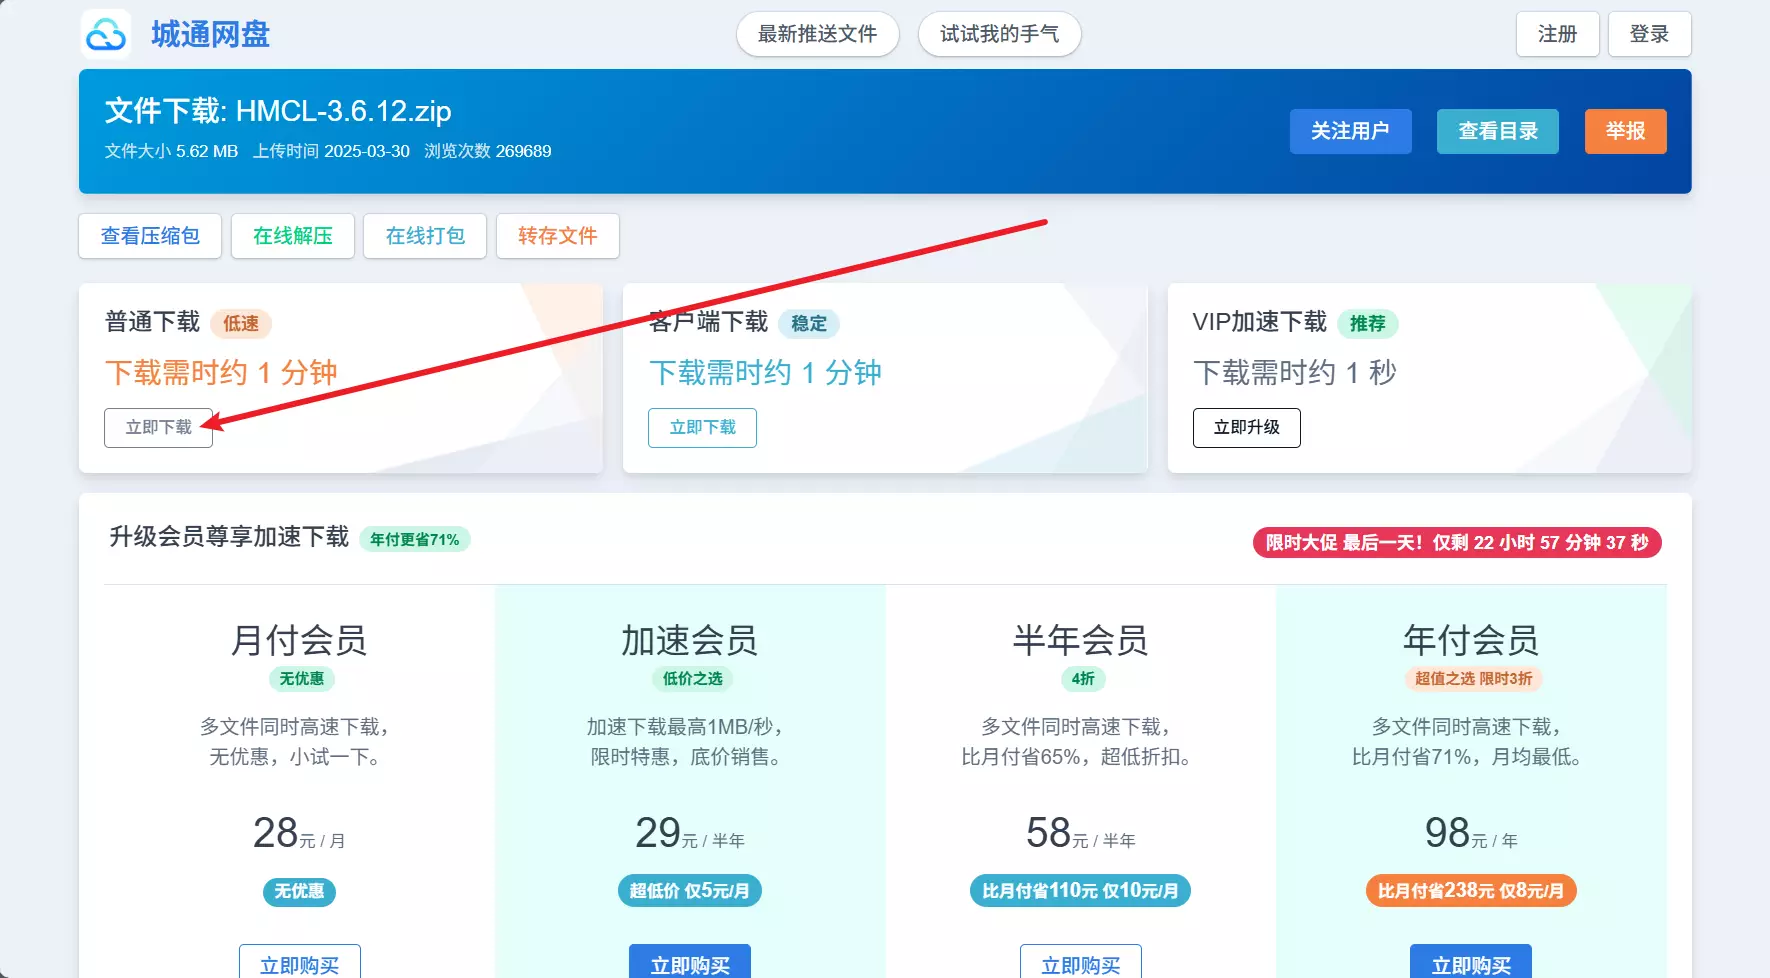 城通网盘
最新推送文件
试试我的手气
注册
登录
文件下载: HMCL-3.6.12.zip
文件大小 5.62 MB 上传时间 2025-03-30 浏览次数 269689
关注用户
查看目录
举报
查看压缩包
在线解压
在线打包
转存文件
普通下载 低速
下载需时约 1 分钟
立即下载
客户端下载 稳定
下载需时约 1 分钟
立即下载
VIP加速下载 推荐
下载需时约 1 秒
立即升级
升级会员尊享加速下载 年付更省71%
限时大促 最后一天！仅剩 22 小时 57 分钟 37 秒
月付会员
无优惠
多文件同时高速下载，
无优惠，小试一下。
28元 / 月
无优惠
立即购买
加速会员
低价之选
加速下载最高1MB/秒，
限时特惠，底价销售。
29元 / 半年
超低价 仅5元/月
立即购买
半年会员
4折
多文件同时高速下载，
比月付省65%，超低折扣。
58元 / 半年
比月付省110元 仅10元/月
立即购买
年付会员
超值之选 限时3折
多文件同时高速下载，
比月付省71%，月均最低。
98元 / 年
比月付省238元 仅8元/月
立即购买